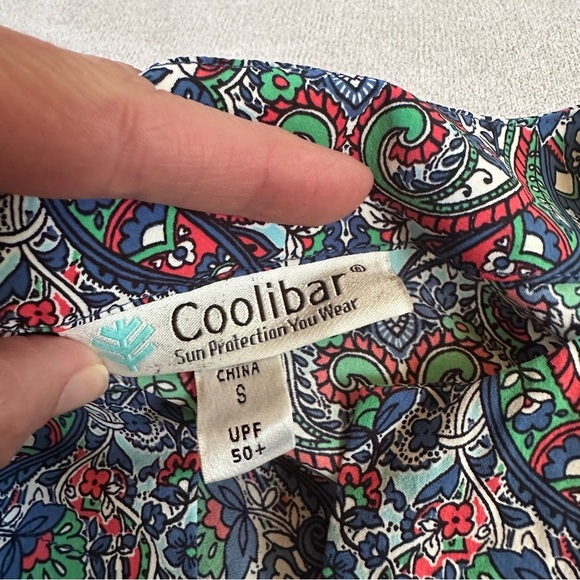 Coolibar®
Sun Protection You Wear
CHINA
S
UPF
50+